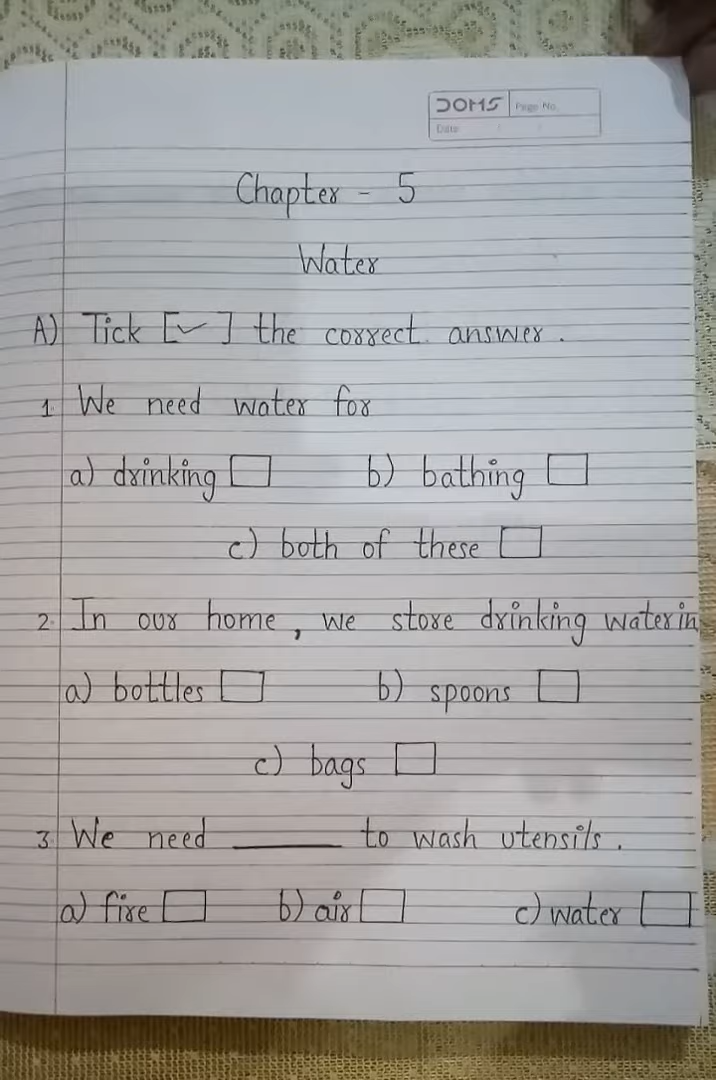 DOMS Page No.
Date
Chapter - 5
Water
A) Tick [✓] the correct answer.
1. We need water for
a) drinking ☐ b) bathing ☐
c) both of these ☐
2. In our home, we store drinking water in
a) bottles ☐ b) spoons ☐
c) bags ☐
3. We need ______ to wash utensils.
a) fire ☐ b) air ☐ c) water ☐